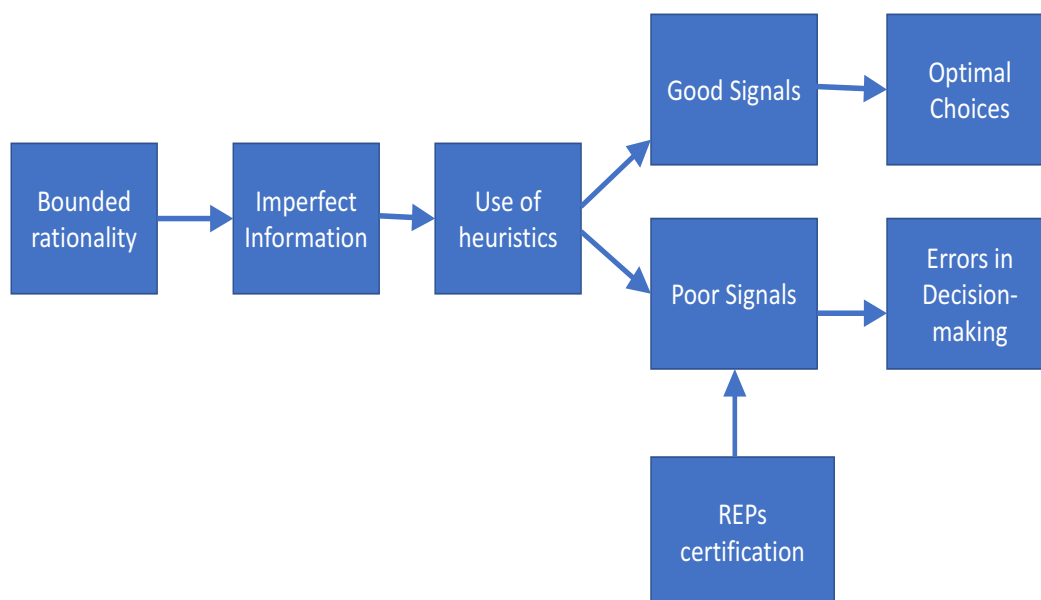 Bounded
rationality
Imperfect
Information
Use of
heuristics
Good Signals
Optimal
Choices
Poor Signals
Errors in
Decision-
making
REPs
certification